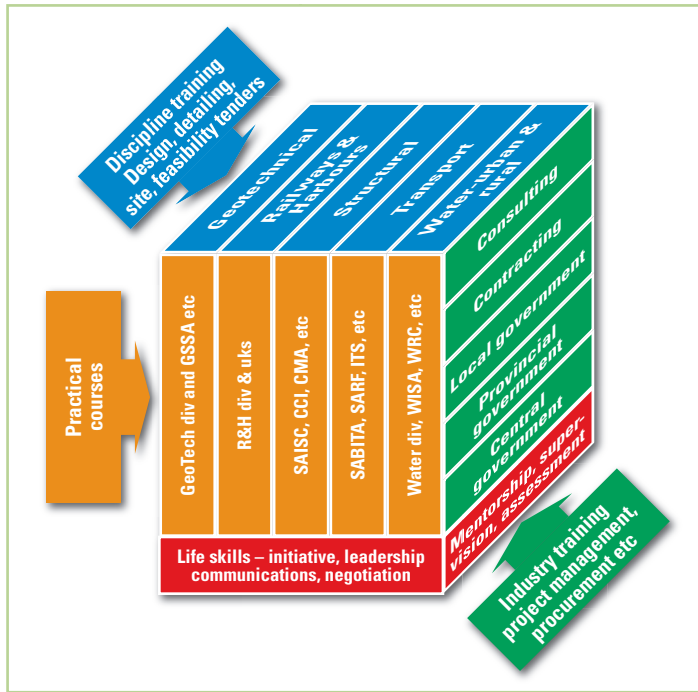 Discipline training
Design, detailing,
site, feasibility tenders
Geotechnical
Railways &
Harbours
Structural
Transport
Water-urban &
rural
Consulting
Contracting
Local government
Provincial
government
Central
government
Mentorship, super-
vision, assessment
Practical
courses
GeoTech div and GSSA etc
R&H div & uks
SAISC, CCI, CMA, etc
SABITA, SARF, ITS, etc
Water div, WISA, WRC, etc
Life skills – initiative, leadership
communications, negotiation
Industry training
project management,
procurement etc